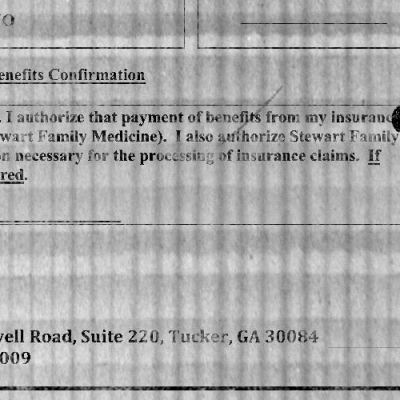 enefits Confirmation
. I authorize that payment of benefits from my insuranc
wart Family Medicine). I also authorize Stewart Family
on necessary for the processing of insurance claims. If
red.
well Road, Suite 220, Tucker, GA 30084
009